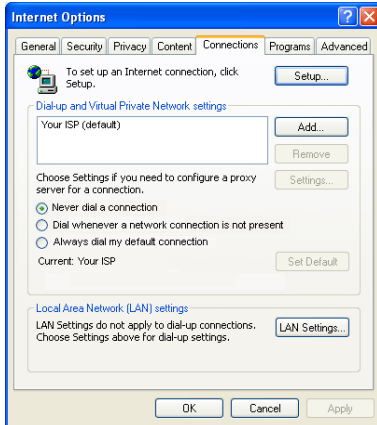 Internet Options
General Security Privacy Content Connections Programs Advanced
To set up an Internet connection, click
Setup.
Setup...
Dial-up and Virtual Private Network settings
Your ISP (default)
Add...
Remove
Choose Settings if you need to configure a proxy
server for a connection.
Settings...
Never dial a connection
Dial whenever a network connection is not present
Always dial my default connection
Current: Your ISP
Set Default
Local Area Network (LAN) settings
LAN Settings do not apply to dial-up connections.
Choose Settings above for dial-up settings.
LAN Settings...
OK Cancel Apply